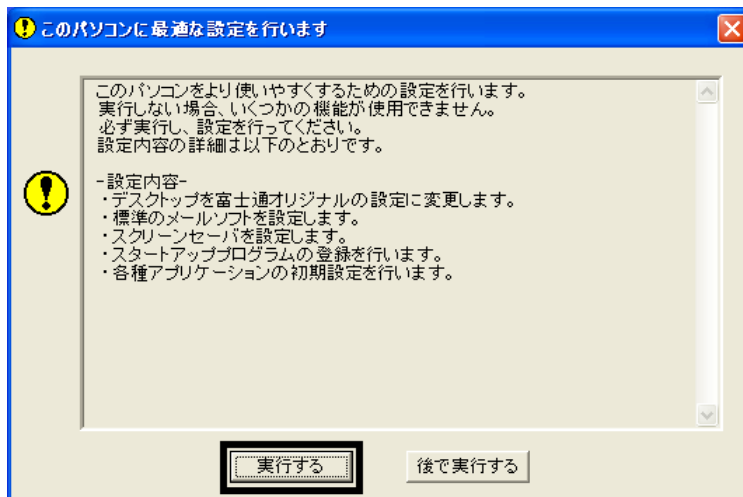 このパソコンに最適な設定を行います
このパソコンをより使いやすくするための設定を行います。
実行しない場合、いくつかの機能が使用できません。
必ず実行し、設定を行ってください。
設定内容の詳細は以下のとおりです。
-設定内容-
・デスクトップを富士通オリジナルの設定に変更します。
・標準のメールソフトを設定します。
・スクリーンセーバを設定します。
・スタートアッププログラムの登録を行います。
・各種アプリケーションの初期設定を行います。
実行する 後で実行する